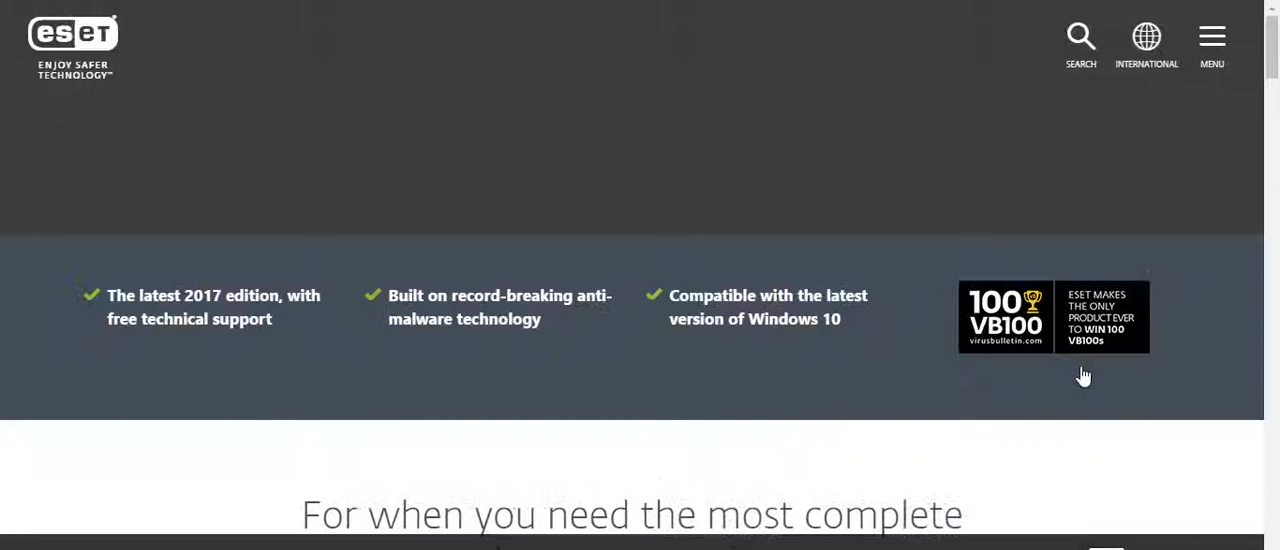 eseT
ENJOY SAFER
TECHNOLOGY™
SEARCH
INTERNATIONAL
MENU
The latest 2017 edition, with
free technical support
Built on record-breaking anti-
malware technology
Compatible with the latest
version of Windows 10
100
VB100
virusbulletin.com
ESET MAKES
THE ONLY
PRODUCT EVER
TO WIN 100
VB100s
For when you need the most complete